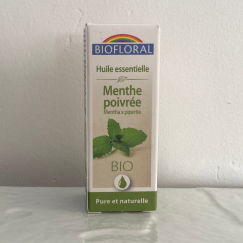 BIOFLORAL
Huile essentielle
Menthe
poivrée
Mentha x piperita
BIO
Pure et naturelle